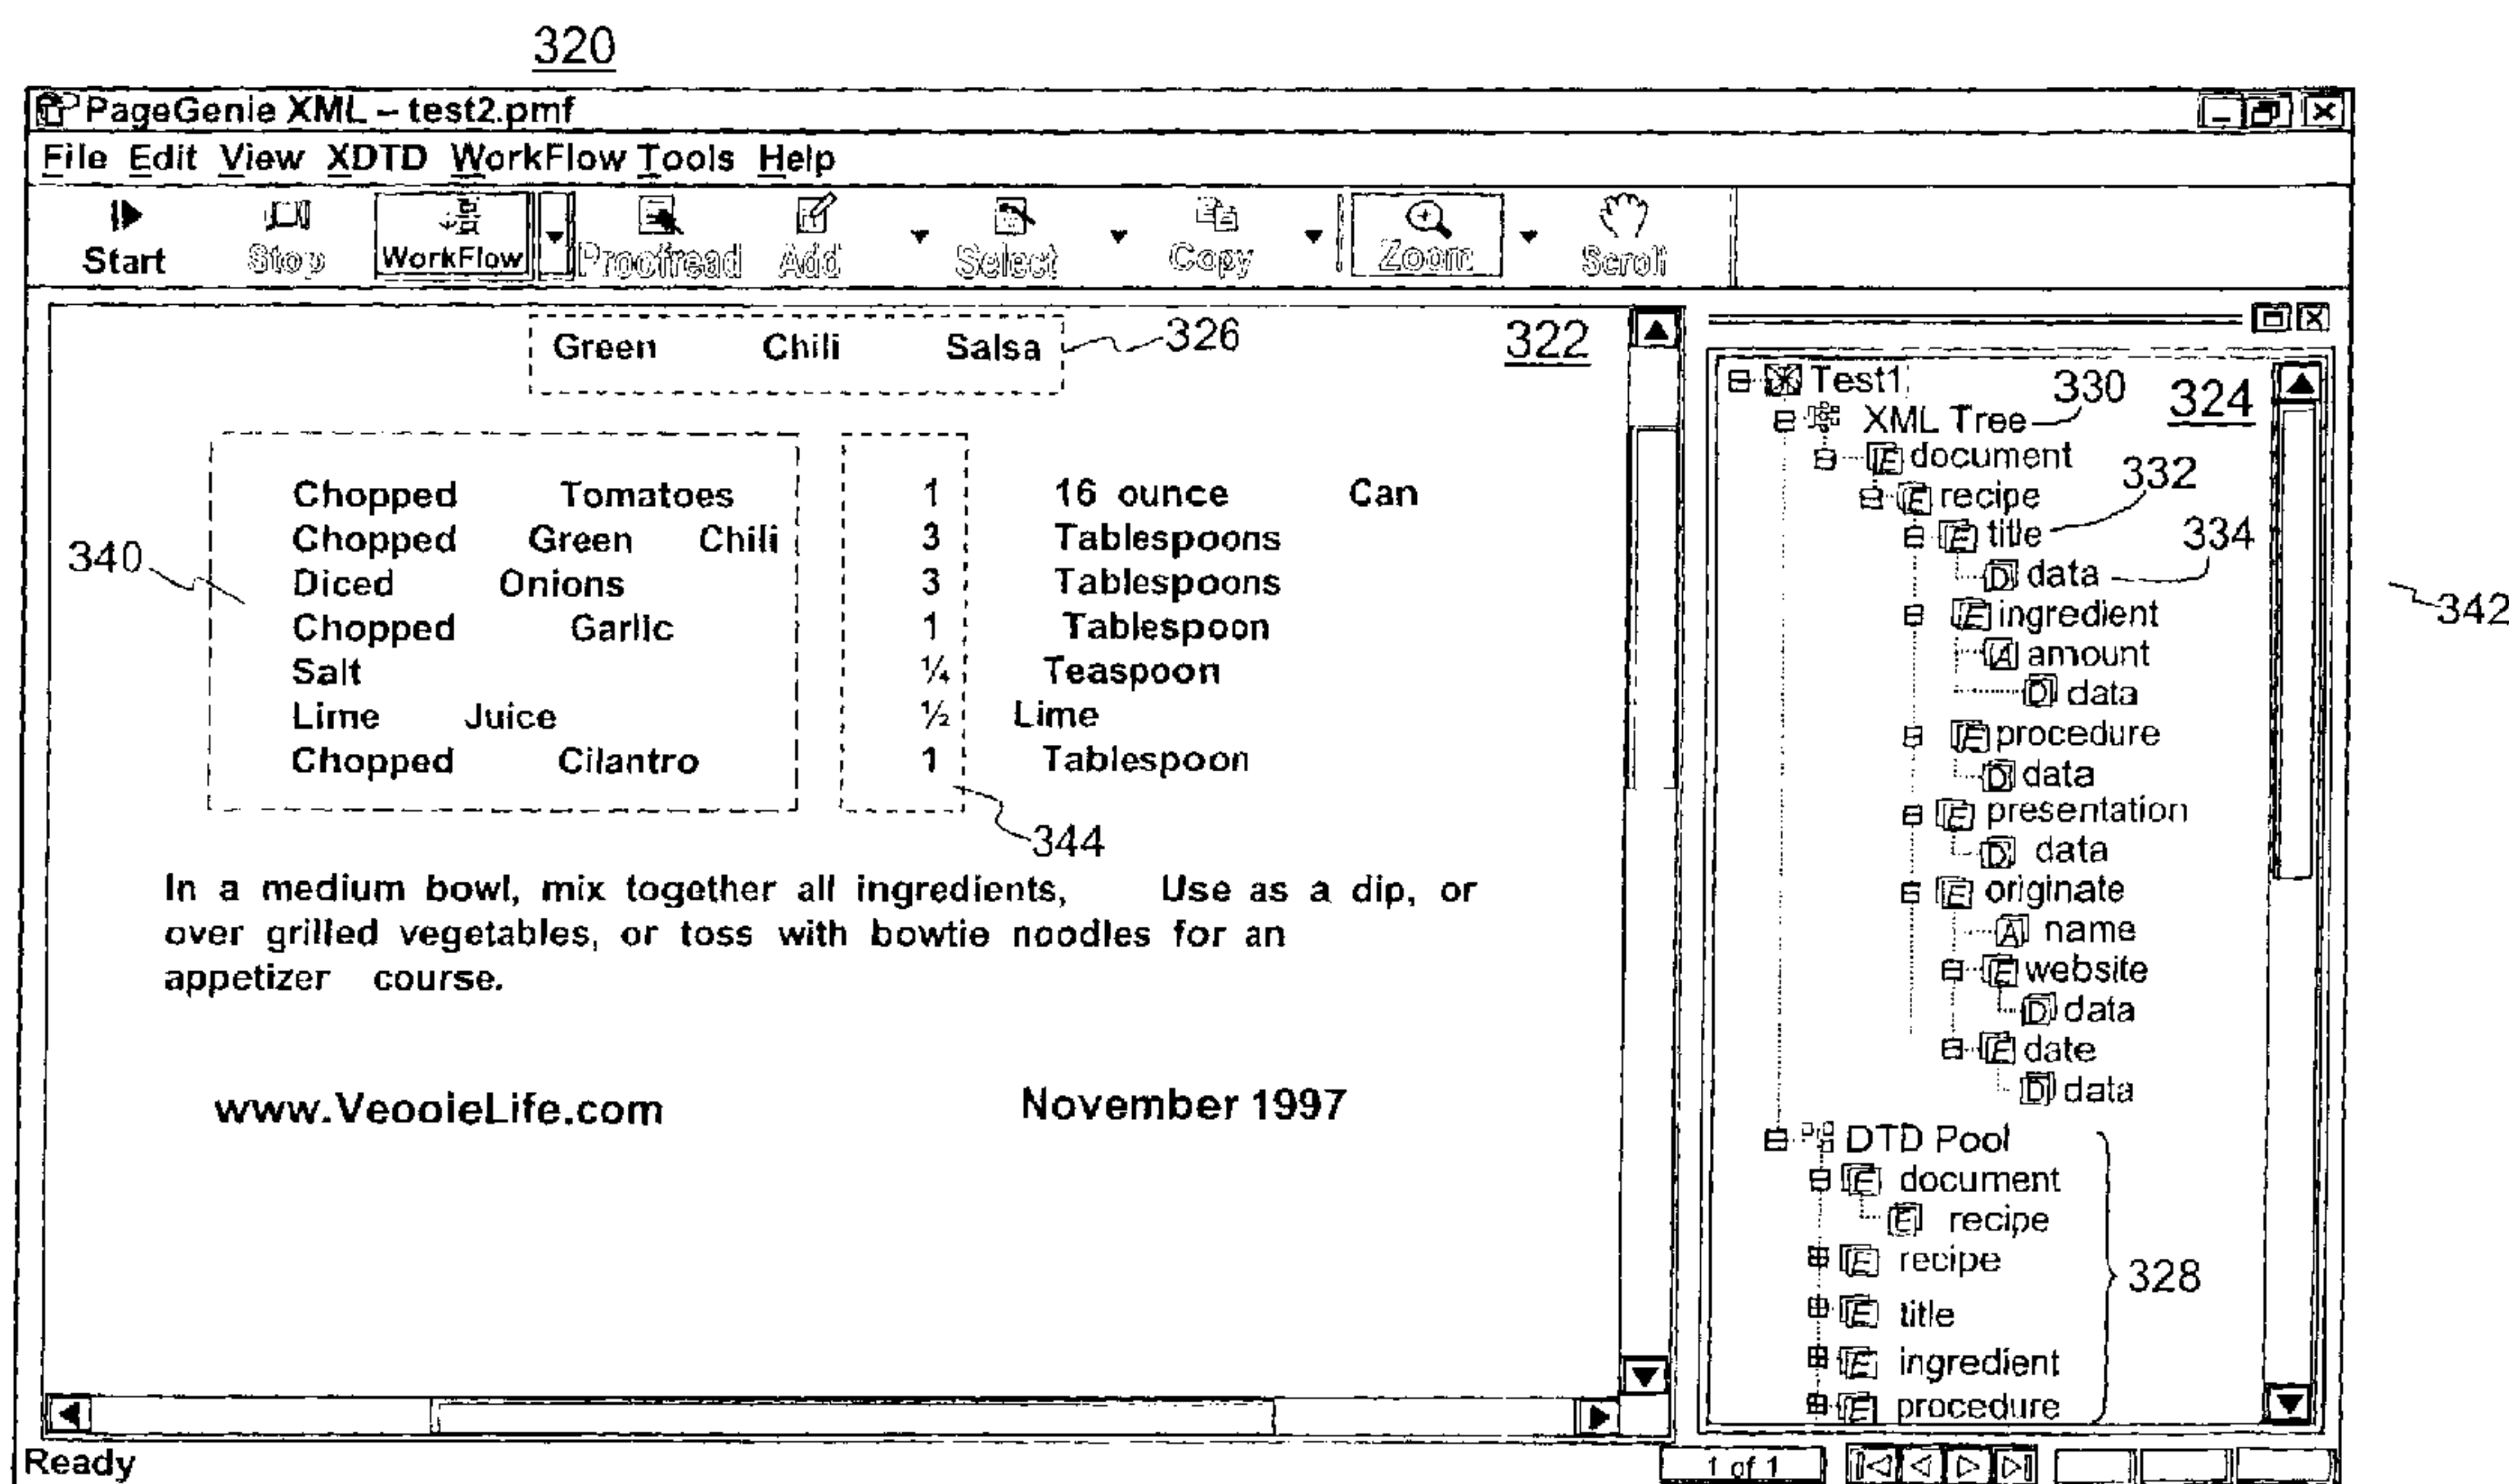 320
PageGenie XML – test2.pmf
File Edit View XDTD WorkFlow Tools Help
Start Stop WorkFlow Proofread Add Select Copy Zoom Scroll
Green Chili Salsa 326 322
Chopped Tomatoes 1 16 ounce Can
Chopped Green Chili 3 Tablespoons
340
Diced Onions 3 Tablespoons
Chopped Garlic 1 Tablespoon
Salt ¼ Teaspoon
Lime Juice ½ Lime
Chopped Cilantro 1 Tablespoon
344
In a medium bowl, mix together all ingredients, Use as a dip, or
over grilled vegetables, or toss with bowtie noodles for an
appetizer course.
www.VeooieLife.com November 1997
Test1 330 324
XML Tree
E document 332
E recipe
E title 334
D data
E ingredient 342
A amount
D data
E procedure
D data
E presentation
D data
E originate
A name
E website
D data
E date
D data
DTD Pool
E document
E recipe
E recipe 328
E title
E ingredient
E procedure
Ready 1 of 1